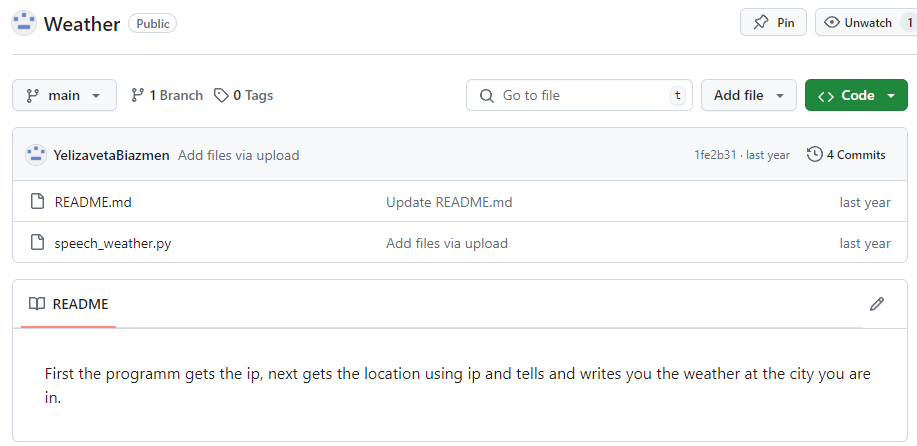 Weather Public Pin Unwatch 1
main 1 Branch 0 Tags Go to file t Add file Code
YelizavetaBiazmen Add files via upload 1fe2b31 · last year 4 Commits
README.md Update README.md last year
speech_weather.py Add files via upload last year
README
First the programm gets the ip, next gets the location using ip and tells and writes you the weather at the city you are
in.